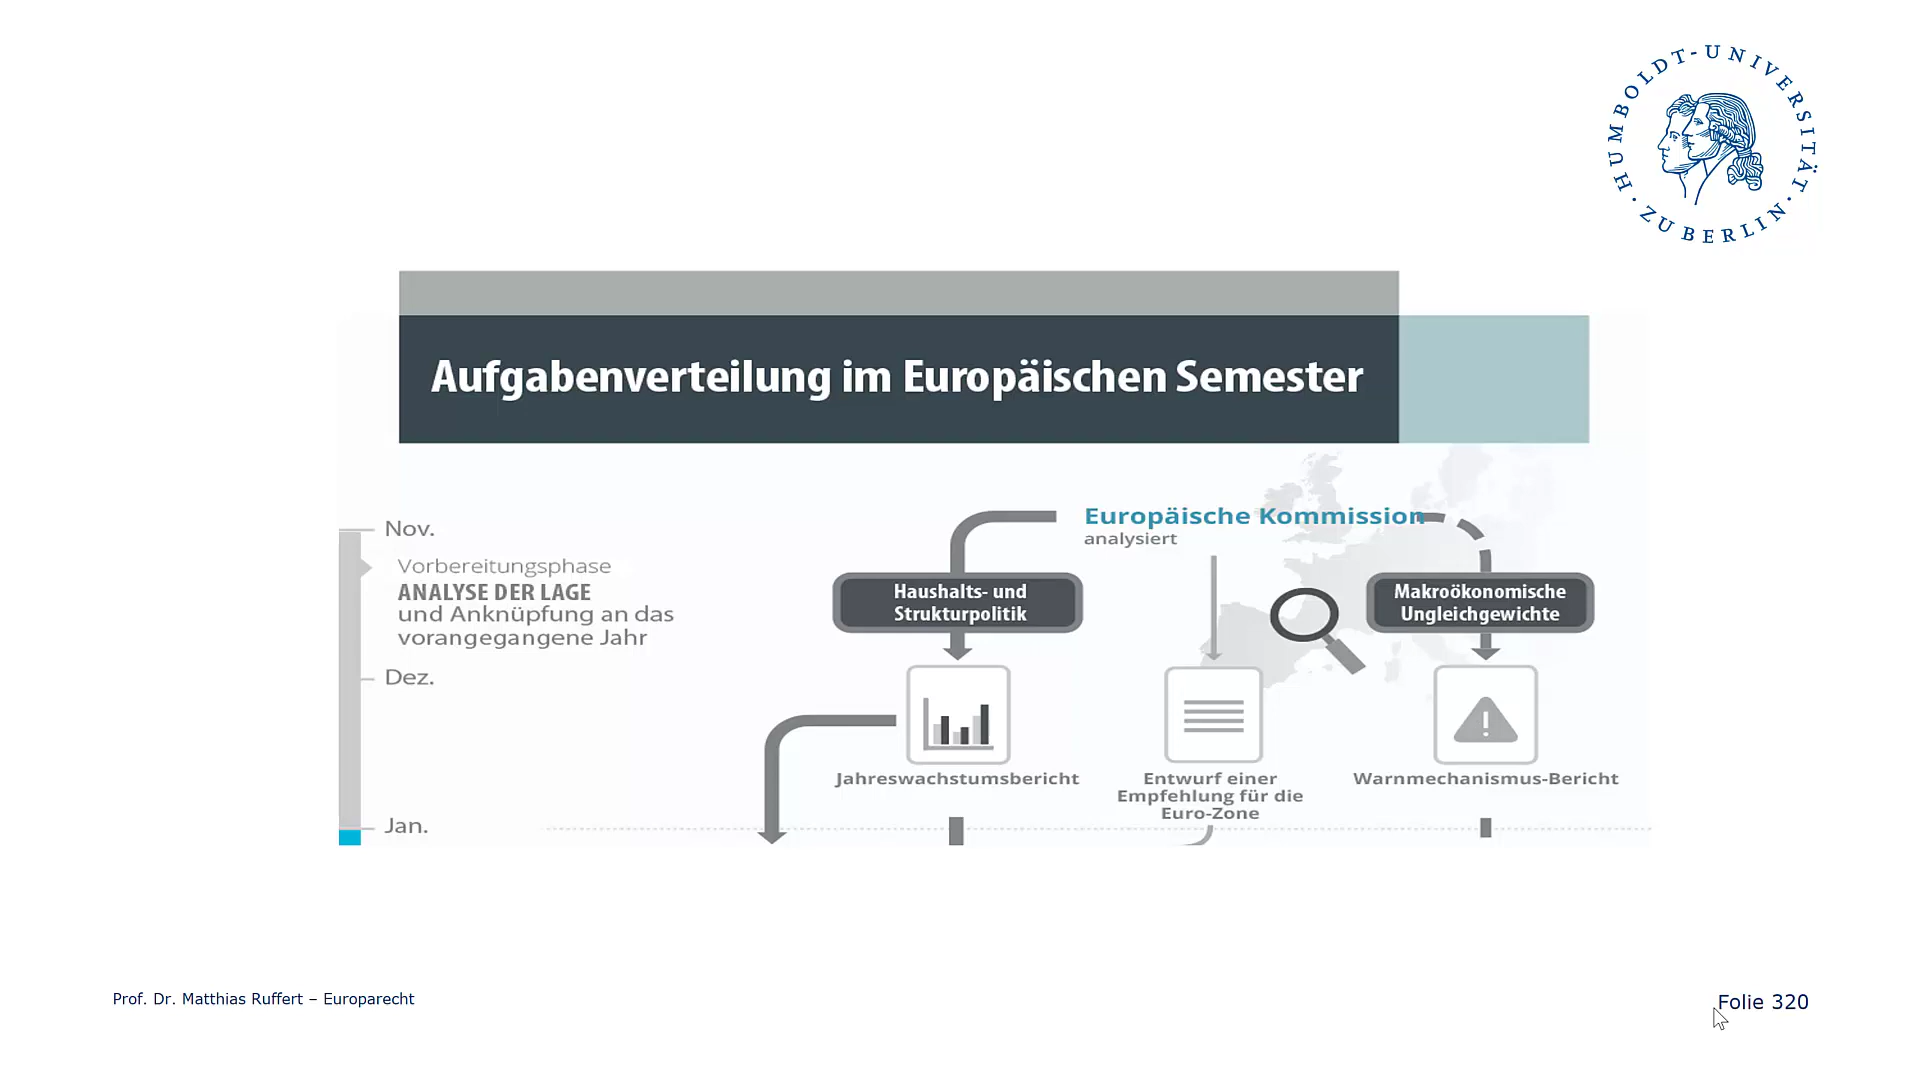 HUMBOLDT-UNIVERSITÄT · ZU BERLIN ·
Aufgabenverteilung im Europäischen Semester
Nov.
Vorbereitungsphase
ANALYSE DER LAGE
und Anknüpfung an das
vorangegangene Jahr
Dez.
Jan.
Europäische Kommission
analysiert
Haushalts- und
Strukturpolitik
Makroökonomische
Ungleichgewichte
Jahreswachstumsbericht
Entwurf einer
Empfehlung für die
Euro-Zone
Warnmechanismus-Bericht
Prof. Dr. Matthias Ruffert – Europarecht
Folie 320